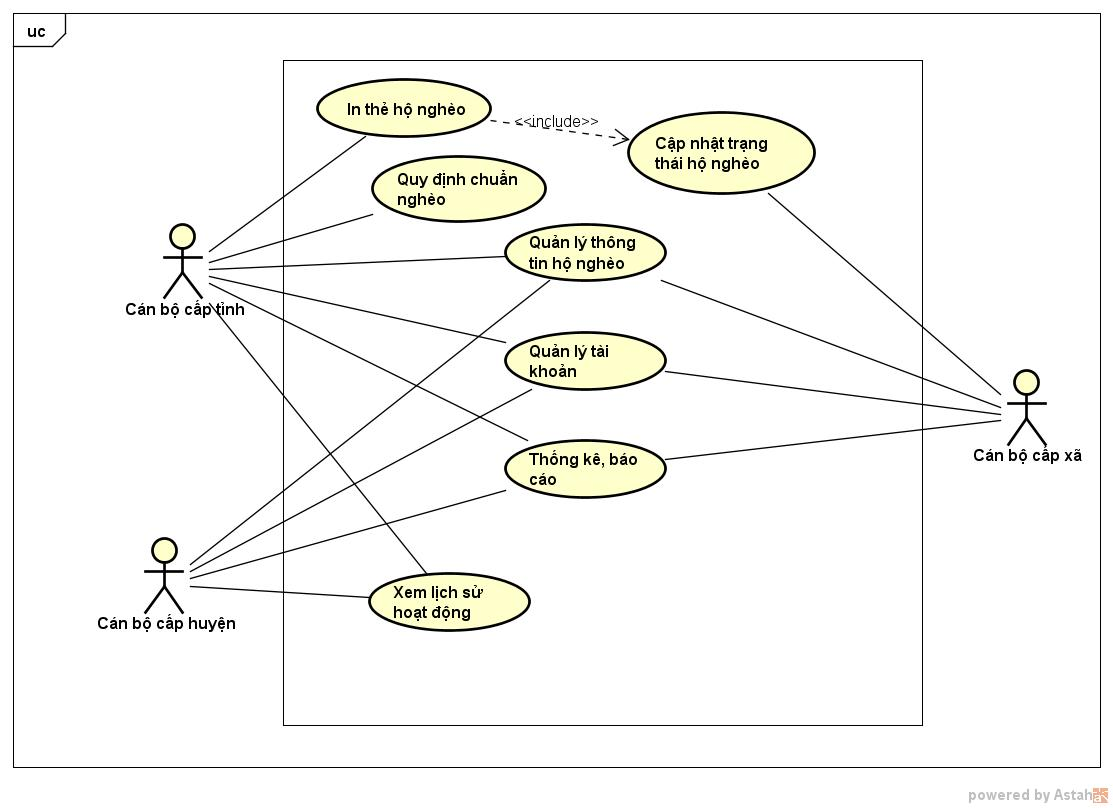 uc
In thẻ hộ nghèo
<<include>>
Cập nhật trạng
thái hộ nghèo
Quy định chuẩn
nghèo
Quản lý thông
tin hộ nghèo
Cán bộ cấp tỉnh
Quản lý tài
khoản
Cán bộ cấp xã
Thống kê, báo
cáo
Xem lịch sử
hoạt động
Cán bộ cấp huyện
powered by Astah